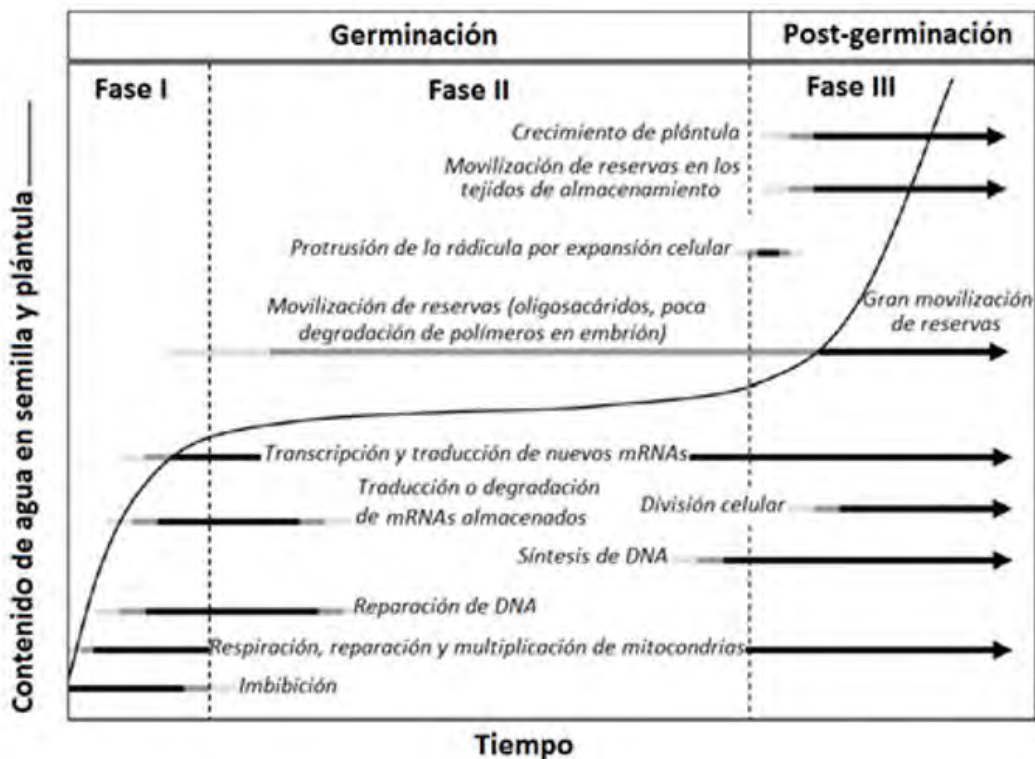 Germinación
Post-germinación
Fase I
Fase II
Fase III
Crecimiento de plántula
Movilización de reservas en los
tejidos de almacenamiento
Protrusión de la rádicula por expansión celular
Movilización de reservas (oligosacáridos, poca
degradación de polímeros en embrión)
Gran movilización
de reservas
Transcripción y traducción de nuevos mRNAs
Traducción o degradación
de mRNAs almacenados
División celular
Síntesis de DNA
Reparación de DNA
Respiración, reparación y multiplicación de mitocondrias
Imbibición
Contenido de agua en semilla y plántula
Tiempo